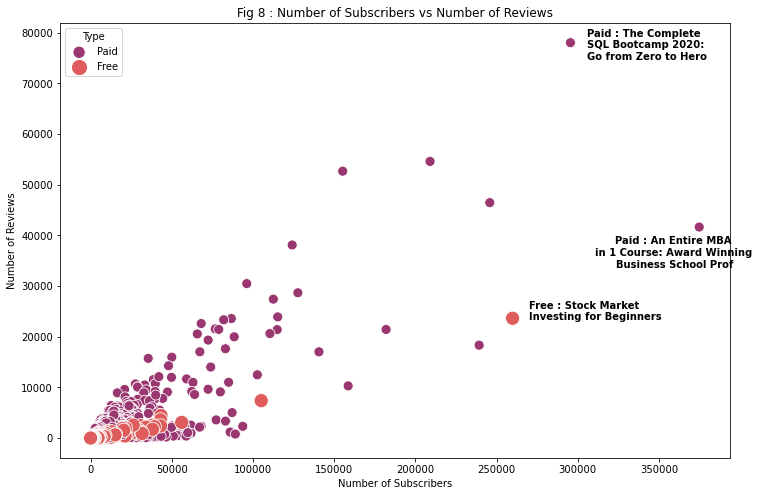 Fig 8 : Number of Subscribers vs Number of Reviews
Type
Paid
Free
Paid : The Complete
SQL Bootcamp 2020:
Go from Zero to Hero
Paid : An Entire MBA
in 1 Course: Award Winning
Business School Prof
Free : Stock Market
Investing for Beginners
Number of Reviews
80000
70000
60000
50000
40000
30000
20000
10000
0
0
50000
100000
150000
200000
250000
300000
350000
Number of Subscribers